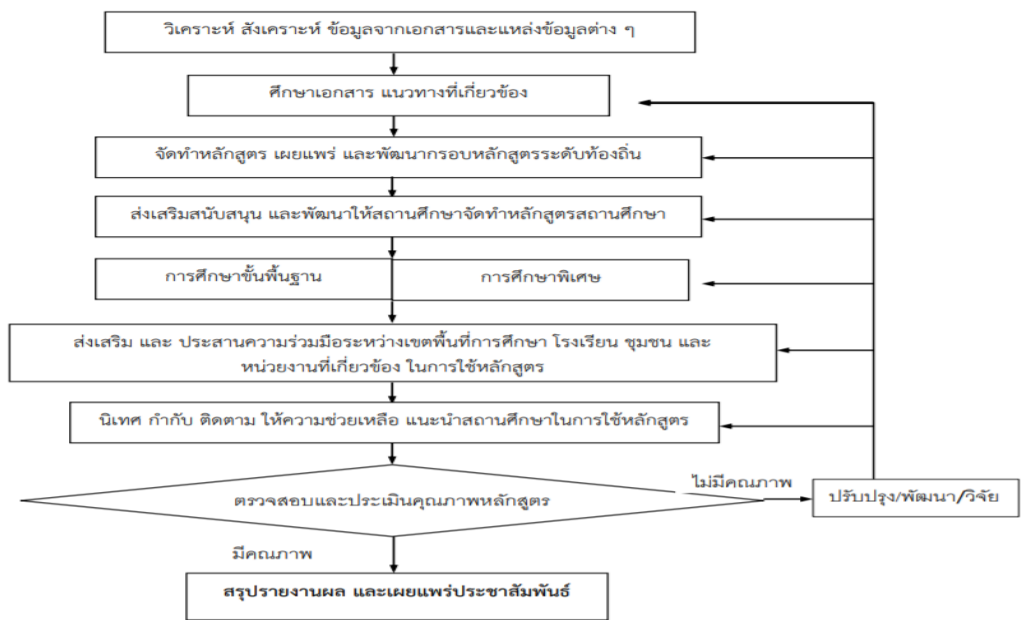 วิเคราะห์ สังเคราะห์ ข้อมูลจากเอกสารและแหล่งข้อมูลต่าง ๆ
ศึกษาเอกสาร แนวทางที่เกี่ยวข้อง
จัดทำหลักสูตร เผยแพร่ และพัฒนากรอบหลักสูตรระดับท้องถิ่น
ส่งเสริมสนับสนุน และพัฒนาให้สถานศึกษาจัดทำหลักสูตรสถานศึกษา
การศึกษาขั้นพื้นฐาน
การศึกษาพิเศษ
ส่งเสริม และ ประสานความร่วมมือระหว่างเขตพื้นที่การศึกษา โรงเรียน ชุมชน และ
หน่วยงานที่เกี่ยวข้อง ในการใช้หลักสูตร
นิเทศ กำกับ ติดตาม ให้ความช่วยเหลือ แนะนำสถานศึกษาในการใช้หลักสูตร
ตรวจสอบและประเมินคุณภาพหลักสูตร
ไม่มีคุณภาพ
ปรับปรุง/พัฒนา/วิจัย
มีคุณภาพ
สรุปรายงานผล และเผยแพร่ประชาสัมพันธ์